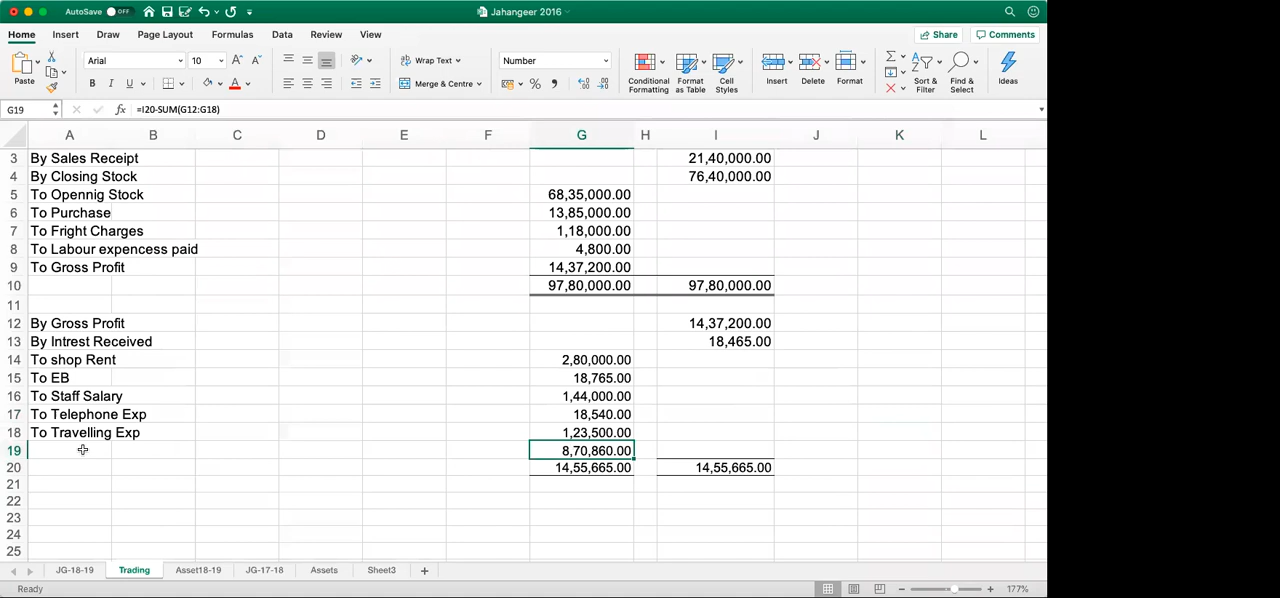 AutoSave OFF Jahangeer 2016
Home Insert Draw Page Layout Formulas Data Review View Share Comments
Paste Arial 10 A A Wrap Text Number Conditional Formatting Format as Table Cell Styles Insert Delete Format Sort & Filter Find & Select Ideas
B I U A Merge & Centre % ,
G19 fx =I20-SUM(G12:G18)
A B C D E F G H I J K L
3 By Sales Receipt 21,40,000.00
4 By Closing Stock 76,40,000.00
5 To Opennig Stock 68,35,000.00
6 To Purchase 13,85,000.00
7 To Fright Charges 1,18,000.00
8 To Labour expencess paid 4,800.00
9 To Gross Profit 14,37,200.00
10 97,80,000.00 97,80,000.00
11
12 By Gross Profit 14,37,200.00
13 By Intrest Received 18,465.00
14 To shop Rent 2,80,000.00
15 To EB 18,765.00
16 To Staff Salary 1,44,000.00
17 To Telephone Exp 18,540.00
18 To Travelling Exp 1,23,500.00
19 8,70,860.00
20 14,55,665.00 14,55,665.00
21
22
23
24
25
JG-18-19 Trading Asset18-19 JG-17-18 Assets Sheet3 +
Ready 177%